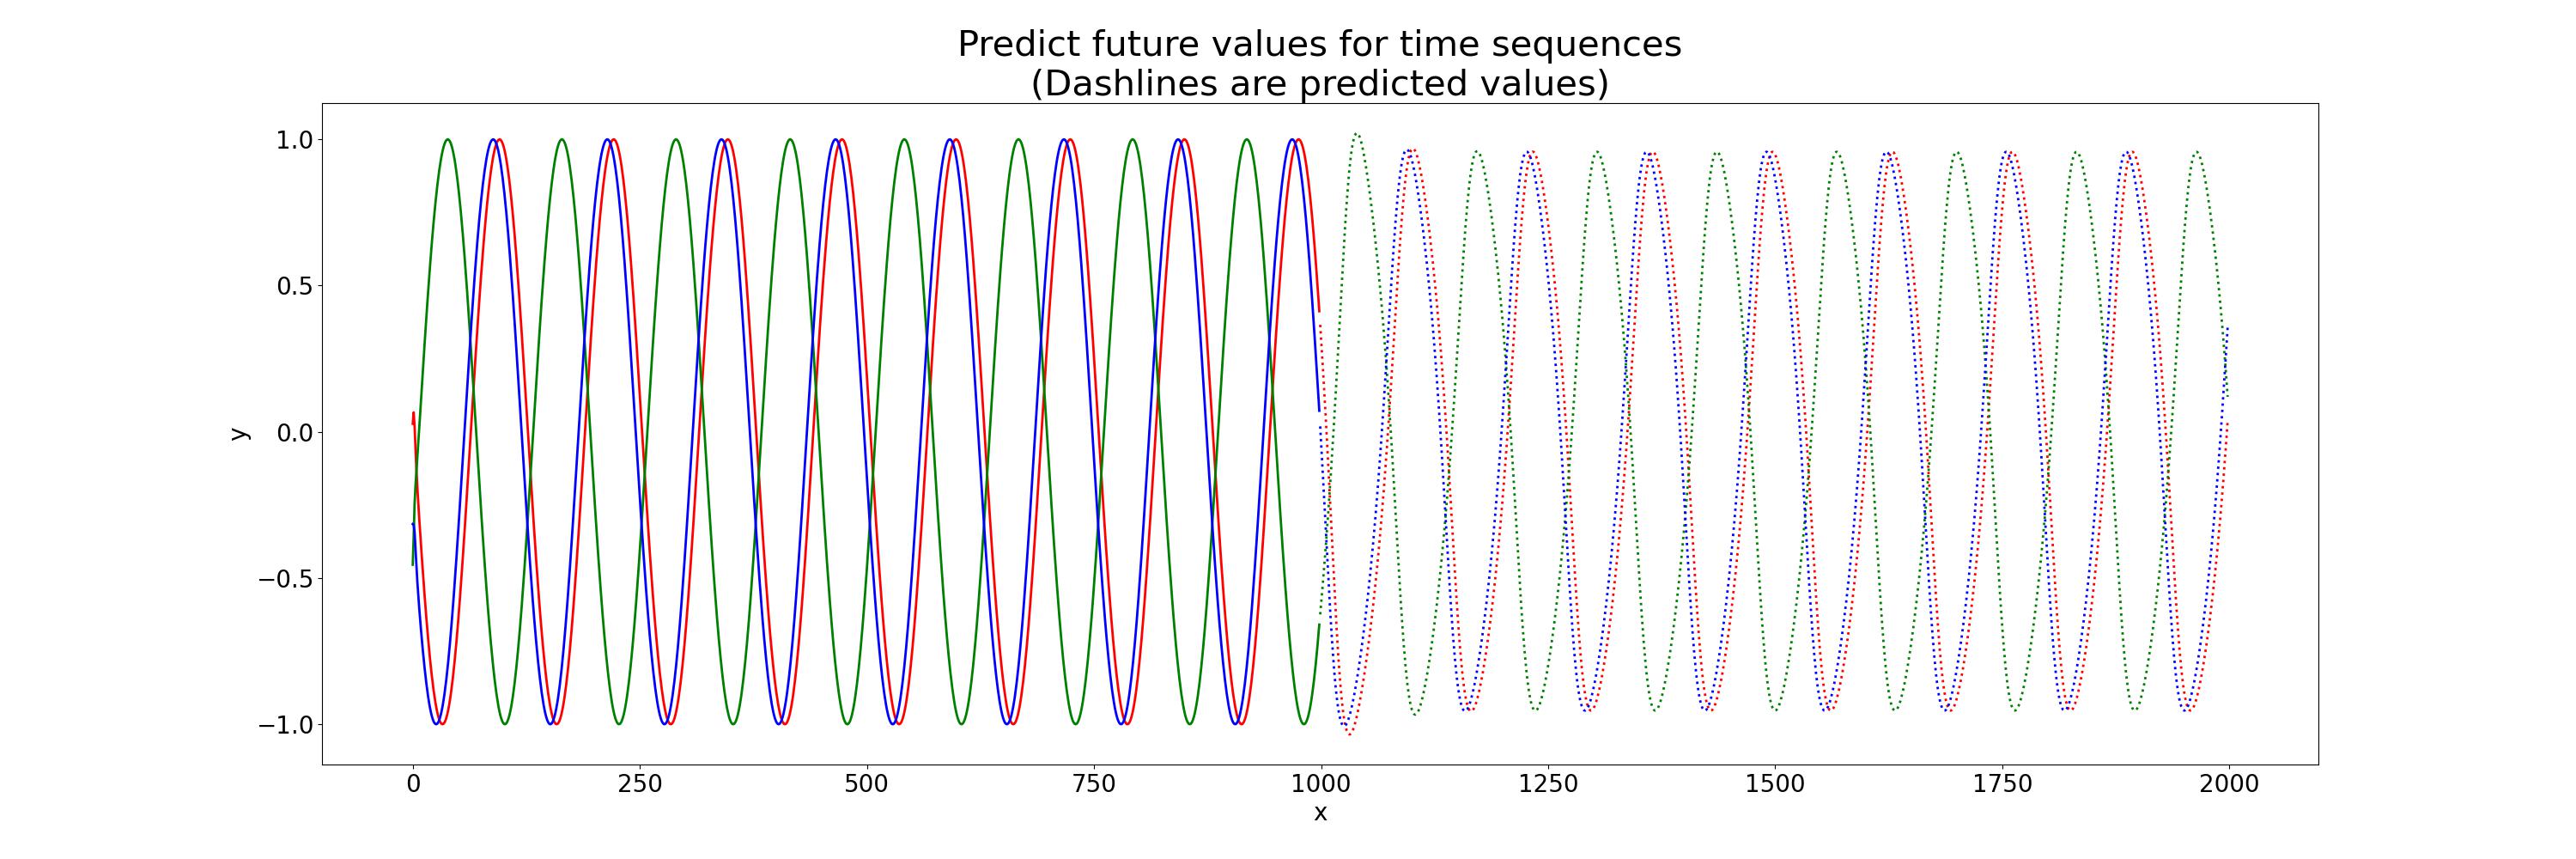 Predict future values for time sequences
(Dashlines are predicted values)
1.0
0.5
0.0
−0.5
−1.0
y
0 250 500 750 1000 1250 1500 1750 2000
x